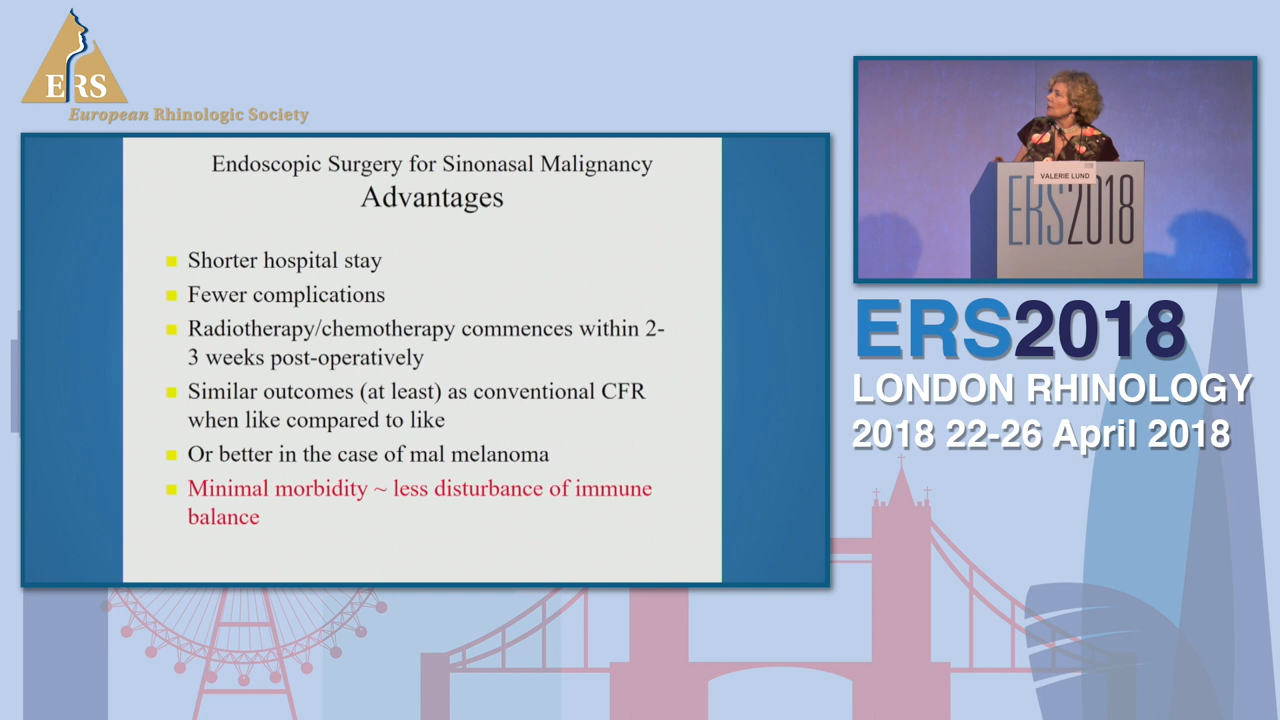 ERS
European Rhinologic Society
Endoscopic Surgery for Sinonasal Malignancy
Advantages
Shorter hospital stay
Fewer complications
Radiotherapy/chemotherapy commences within 2-
3 weeks post-operatively
Similar outcomes (at least) as conventional CFR
when like compared to like
Or better in the case of mal melanoma
Minimal morbidity ~ less disturbance of immune
balance
VALERIE LUND
ERS2018
ERS2018
LONDON RHINOLOGY
2018 22-26 April 2018